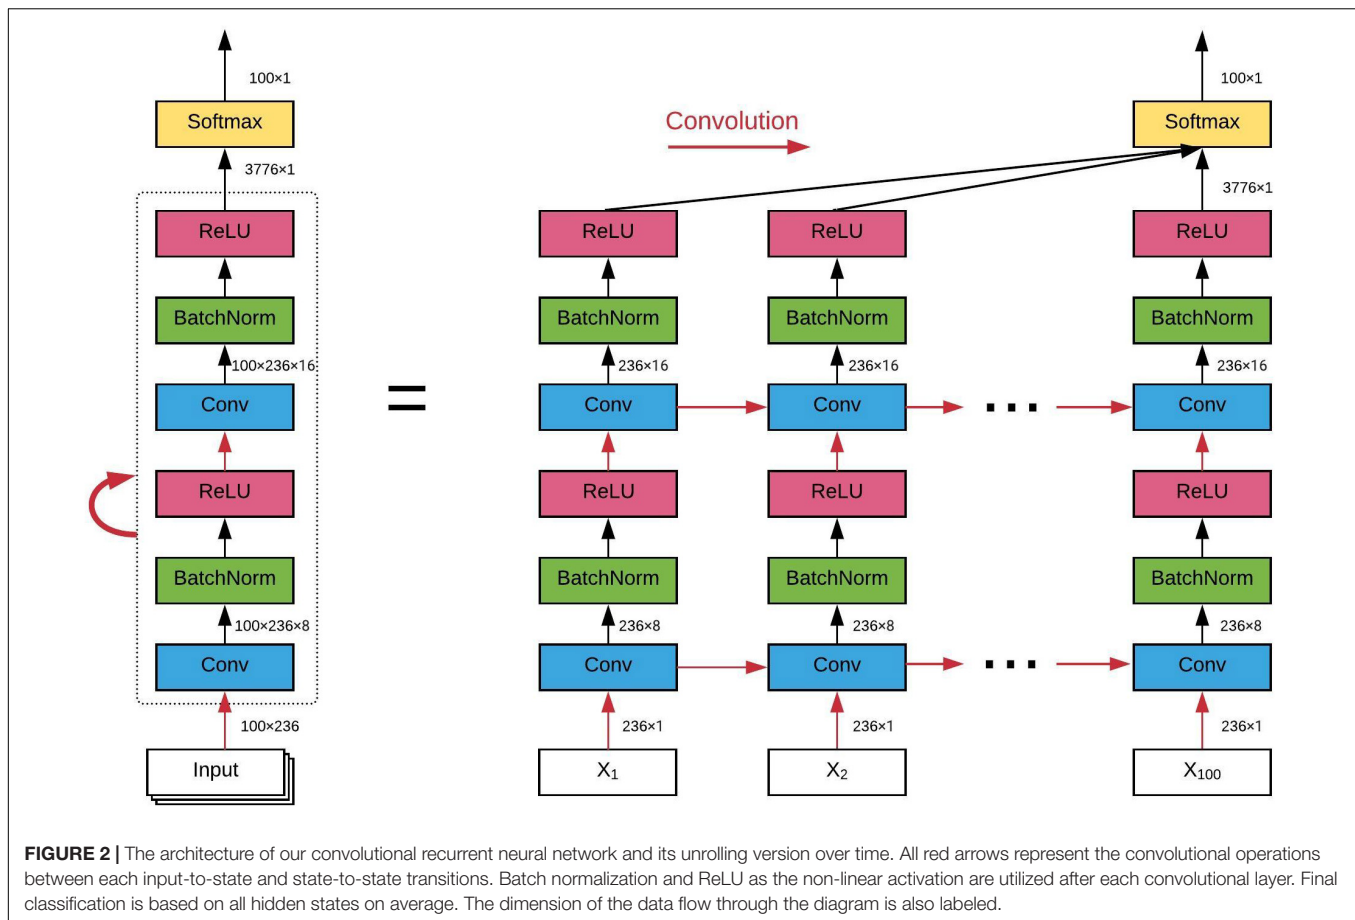 100×1
100×1
Softmax
Convolution
Softmax
3776×1
3776×1
ReLU
ReLU
ReLU
ReLU
BatchNorm
BatchNorm
BatchNorm
BatchNorm
100×236×16
236×16
236×16
236×16
Conv
=
Conv
Conv
...
Conv
ReLU
ReLU
ReLU
ReLU
BatchNorm
BatchNorm
BatchNorm
BatchNorm
100×236×8
236×8
236×8
236×8
Conv
Conv
Conv
...
Conv
100×236
236×1
236×1
236×1
Input
X₁
X₂
X₁₀₀
FIGURE 2 | The architecture of our convolutional recurrent neural network and its unrolling version over time. All red arrows represent the convolutional operations
between each input-to-state and state-to-state transitions. Batch normalization and ReLU as the non-linear activation are utilized after each convolutional layer. Final
classification is based on all hidden states on average. The dimension of the data flow through the diagram is also labeled.